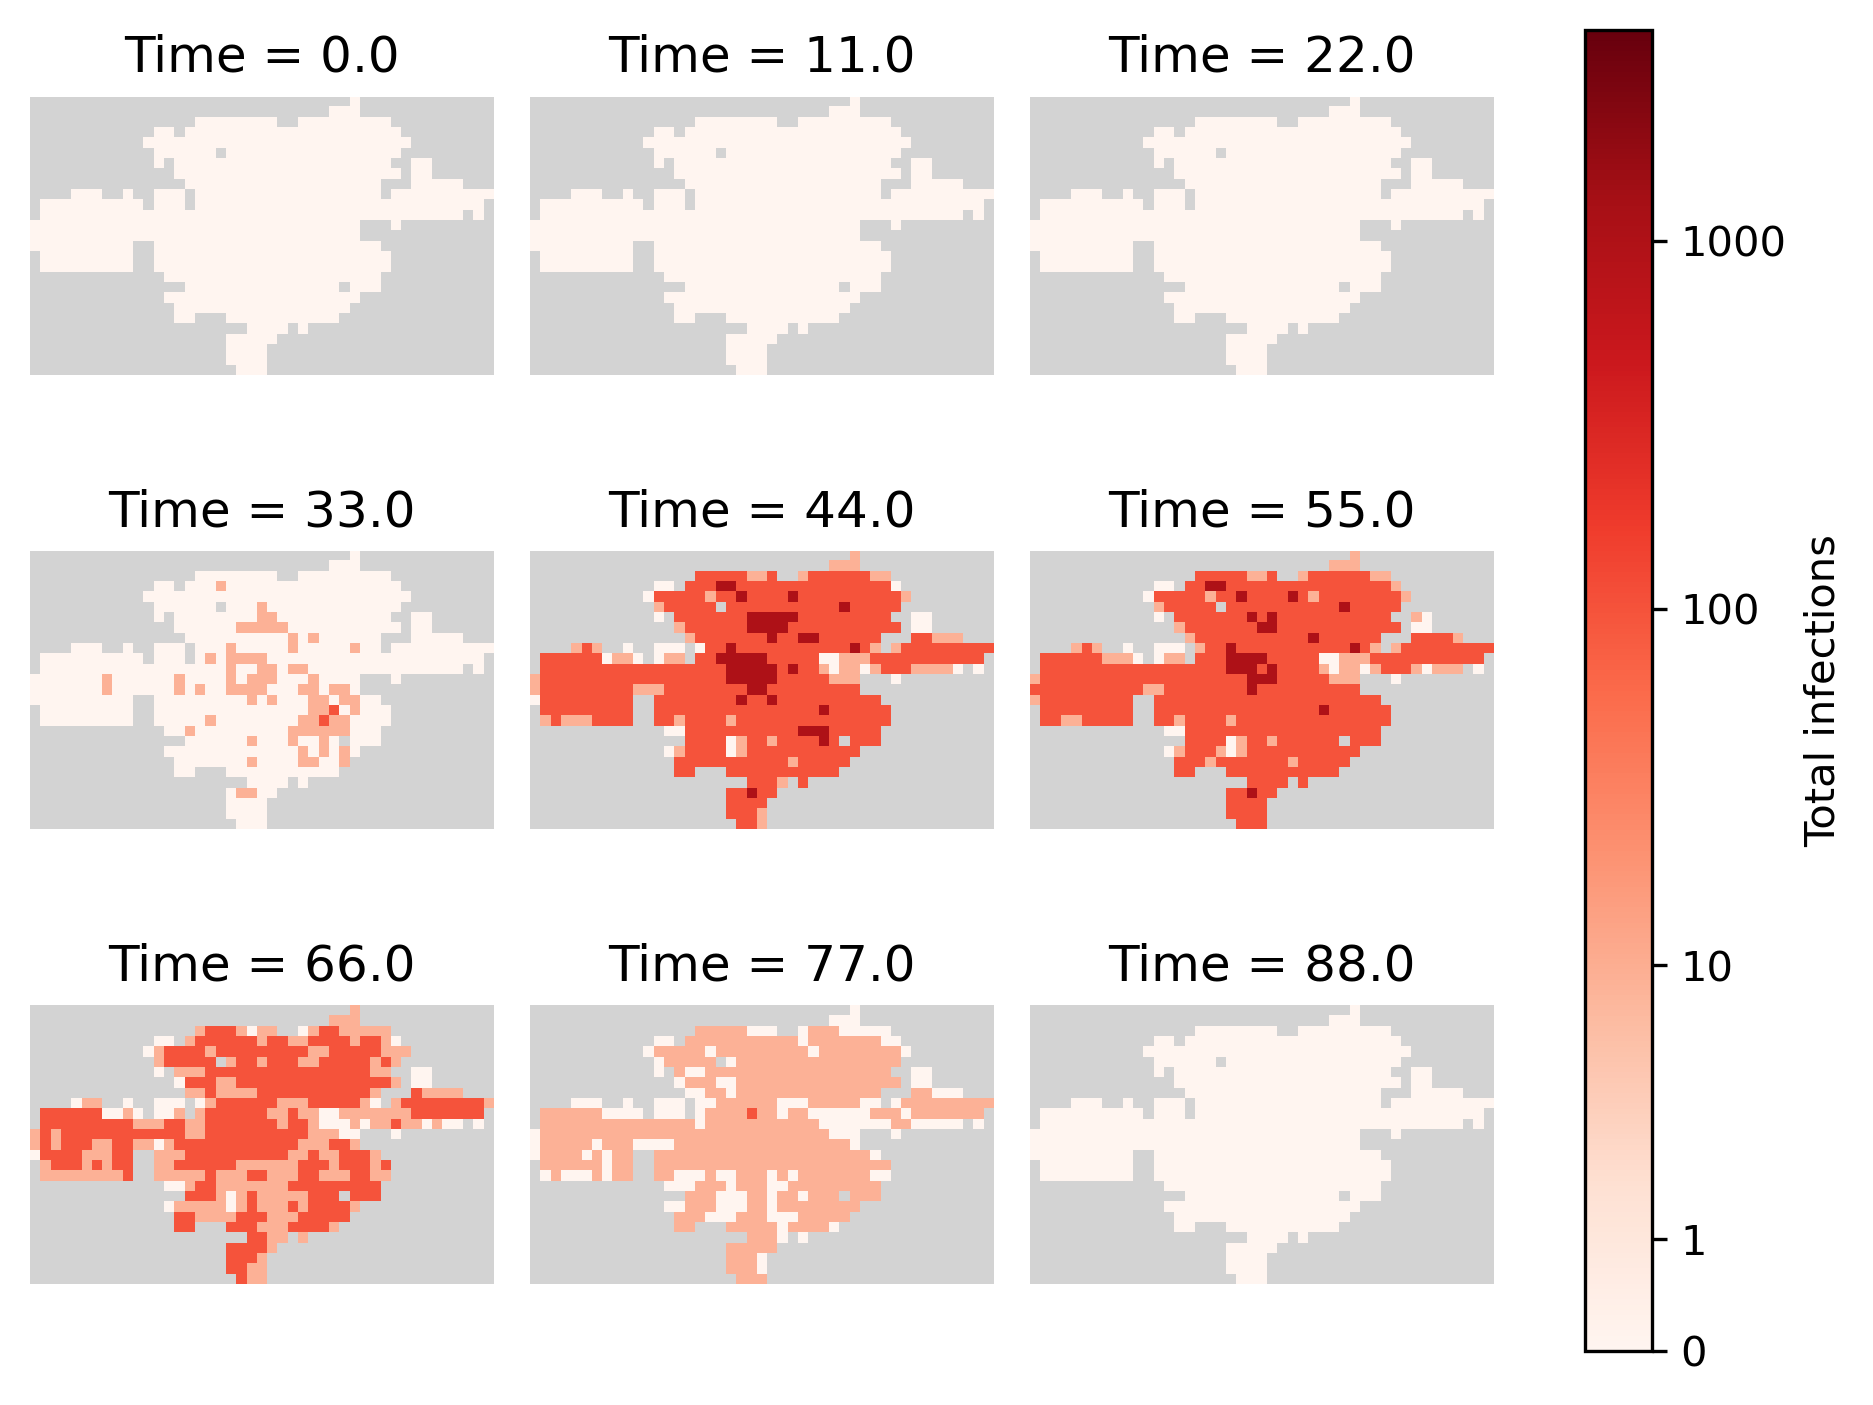 Time = 0.0
Time = 11.0
Time = 22.0
Time = 33.0
Time = 44.0
Time = 55.0
Time = 66.0
Time = 77.0
Time = 88.0
1000
100
10
1
0
Total infections